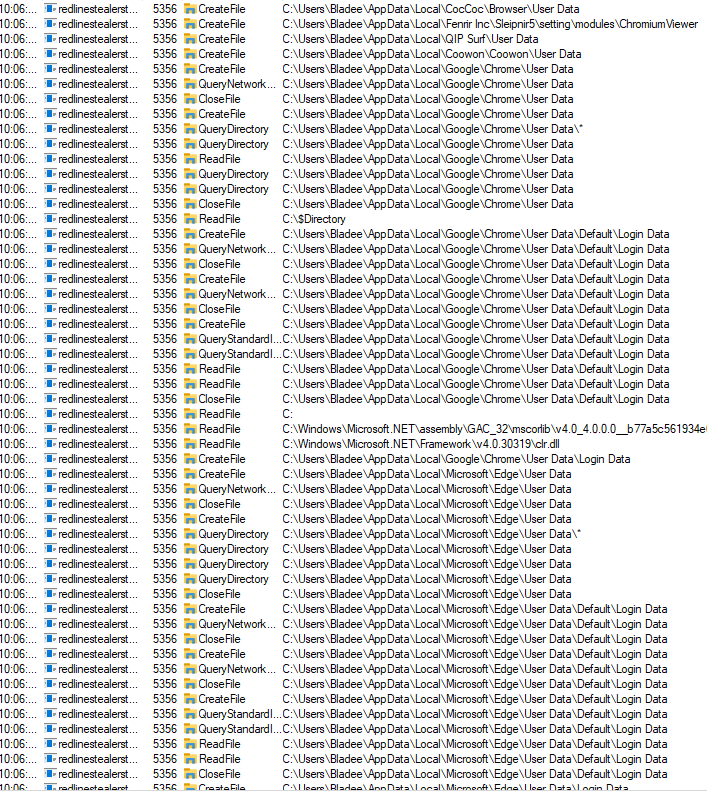 10:06:... redlinestealerst... 5356 CreateFile C:\Users\Bladee\AppData\Local\CocCoc\Browser\User Data
10:06:... redlinestealerst... 5356 CreateFile C:\Users\Bladee\AppData\Local\Fenrir Inc\Sleipnir5\setting\modules\ChromiumViewer
10:06:... redlinestealerst... 5356 CreateFile C:\Users\Bladee\AppData\Local\QIP Surf\User Data
10:06:... redlinestealerst... 5356 CreateFile C:\Users\Bladee\AppData\Local\Coowon\Coowon\User Data
10:06:... redlinestealerst... 5356 CreateFile C:\Users\Bladee\AppData\Local\Google\Chrome\User Data
10:06:... redlinestealerst... 5356 QueryNetwork... C:\Users\Bladee\AppData\Local\Google\Chrome\User Data
10:06:... redlinestealerst... 5356 CloseFile C:\Users\Bladee\AppData\Local\Google\Chrome\User Data
10:06:... redlinestealerst... 5356 CreateFile C:\Users\Bladee\AppData\Local\Google\Chrome\User Data
10:06:... redlinestealerst... 5356 QueryDirectory C:\Users\Bladee\AppData\Local\Google\Chrome\User Data\*
10:06:... redlinestealerst... 5356 QueryDirectory C:\Users\Bladee\AppData\Local\Google\Chrome\User Data
10:06:... redlinestealerst... 5356 ReadFile C:\Users\Bladee\AppData\Local\Google\Chrome\User Data
10:06:... redlinestealerst... 5356 QueryDirectory C:\Users\Bladee\AppData\Local\Google\Chrome\User Data
10:06:... redlinestealerst... 5356 QueryDirectory C:\Users\Bladee\AppData\Local\Google\Chrome\User Data
10:06:... redlinestealerst... 5356 CloseFile C:\Users\Bladee\AppData\Local\Google\Chrome\User Data
10:06:... redlinestealerst... 5356 ReadFile C:\$Directory
10:06:... redlinestealerst... 5356 CreateFile C:\Users\Bladee\AppData\Local\Google\Chrome\User Data\Default\Login Data
10:06:... redlinestealerst... 5356 QueryNetwork... C:\Users\Bladee\AppData\Local\Google\Chrome\User Data\Default\Login Data
10:06:... redlinestealerst... 5356 CloseFile C:\Users\Bladee\AppData\Local\Google\Chrome\User Data\Default\Login Data
10:06:... redlinestealerst... 5356 CreateFile C:\Users\Bladee\AppData\Local\Google\Chrome\User Data\Default\Login Data
10:06:... redlinestealerst... 5356 QueryNetwork... C:\Users\Bladee\AppData\Local\Google\Chrome\User Data\Default\Login Data
10:06:... redlinestealerst... 5356 CloseFile C:\Users\Bladee\AppData\Local\Google\Chrome\User Data\Default\Login Data
10:06:... redlinestealerst... 5356 CreateFile C:\Users\Bladee\AppData\Local\Google\Chrome\User Data\Default\Login Data
10:06:... redlinestealerst... 5356 QueryStandardI... C:\Users\Bladee\AppData\Local\Google\Chrome\User Data\Default\Login Data
10:06:... redlinestealerst... 5356 QueryStandardI... C:\Users\Bladee\AppData\Local\Google\Chrome\User Data\Default\Login Data
10:06:... redlinestealerst... 5356 ReadFile C:\Users\Bladee\AppData\Local\Google\Chrome\User Data\Default\Login Data
10:06:... redlinestealerst... 5356 ReadFile C:\Users\Bladee\AppData\Local\Google\Chrome\User Data\Default\Login Data
10:06:... redlinestealerst... 5356 CloseFile C:\Users\Bladee\AppData\Local\Google\Chrome\User Data\Default\Login Data
10:06:... redlinestealerst... 5356 ReadFile C:
10:06:... redlinestealerst... 5356 ReadFile C:\Windows\Microsoft.NET\assembly\GAC_32\mscorlib\v4.0_4.0.0.0__b77a5c561934e
10:06:... redlinestealerst... 5356 ReadFile C:\Windows\Microsoft.NET\Framework\v4.0.30319\clr.dll
10:06:... redlinestealerst... 5356 CreateFile C:\Users\Bladee\AppData\Local\Google\Chrome\User Data\Login Data
10:06:... redlinestealerst... 5356 CreateFile C:\Users\Bladee\AppData\Local\Microsoft\Edge\User Data
10:06:... redlinestealerst... 5356 QueryNetwork... C:\Users\Bladee\AppData\Local\Microsoft\Edge\User Data
10:06:... redlinestealerst... 5356 CloseFile C:\Users\Bladee\AppData\Local\Microsoft\Edge\User Data
10:06:... redlinestealerst... 5356 CreateFile C:\Users\Bladee\AppData\Local\Microsoft\Edge\User Data
10:06:... redlinestealerst... 5356 QueryDirectory C:\Users\Bladee\AppData\Local\Microsoft\Edge\User Data\*
10:06:... redlinestealerst... 5356 QueryDirectory C:\Users\Bladee\AppData\Local\Microsoft\Edge\User Data
10:06:... redlinestealerst... 5356 QueryDirectory C:\Users\Bladee\AppData\Local\Microsoft\Edge\User Data
10:06:... redlinestealerst... 5356 QueryDirectory C:\Users\Bladee\AppData\Local\Microsoft\Edge\User Data
10:06:... redlinestealerst... 5356 CloseFile C:\Users\Bladee\AppData\Local\Microsoft\Edge\User Data
10:06:... redlinestealerst... 5356 CreateFile C:\Users\Bladee\AppData\Local\Microsoft\Edge\User Data\Default\Login Data
10:06:... redlinestealerst... 5356 QueryNetwork... C:\Users\Bladee\AppData\Local\Microsoft\Edge\User Data\Default\Login Data
10:06:... redlinestealerst... 5356 CloseFile C:\Users\Bladee\AppData\Local\Microsoft\Edge\User Data\Default\Login Data
10:06:... redlinestealerst... 5356 CreateFile C:\Users\Bladee\AppData\Local\Microsoft\Edge\User Data\Default\Login Data
10:06:... redlinestealerst... 5356 QueryNetwork... C:\Users\Bladee\AppData\Local\Microsoft\Edge\User Data\Default\Login Data
10:06:... redlinestealerst... 5356 CloseFile C:\Users\Bladee\AppData\Local\Microsoft\Edge\User Data\Default\Login Data
10:06:... redlinestealerst... 5356 CreateFile C:\Users\Bladee\AppData\Local\Microsoft\Edge\User Data\Default\Login Data
10:06:... redlinestealerst... 5356 QueryStandardI... C:\Users\Bladee\AppData\Local\Microsoft\Edge\User Data\Default\Login Data
10:06:... redlinestealerst... 5356 QueryStandardI... C:\Users\Bladee\AppData\Local\Microsoft\Edge\User Data\Default\Login Data
10:06:... redlinestealerst... 5356 ReadFile C:\Users\Bladee\AppData\Local\Microsoft\Edge\User Data\Default\Login Data
10:06:... redlinestealerst... 5356 ReadFile C:\Users\Bladee\AppData\Local\Microsoft\Edge\User Data\Default\Login Data
10:06:... redlinestealerst... 5356 CloseFile C:\Users\Bladee\AppData\Local\Microsoft\Edge\User Data\Default\Login Data
10:06:... redlinestealerst... 5356 CreateFile C:\Users\Bladee\AppData\Local\Microsoft\Edge\User Data\Login Data